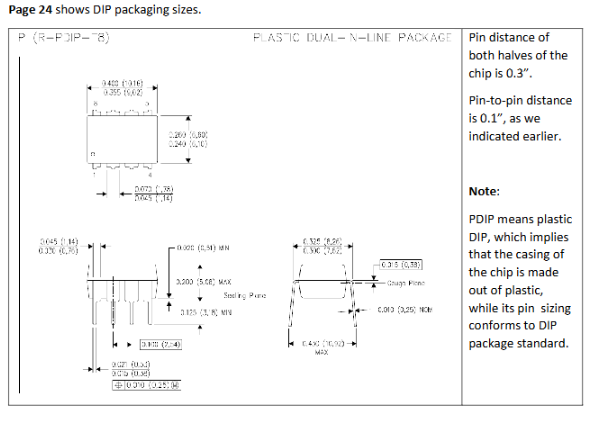 Page 24 shows DIP packaging sizes.
P (R-PDIP-T8)
PLASTIC DUAL-IN-LINE PACKAGE
0.400 (10,16)
0.355 (9,02)
8
5
0.260 (6,60)
0.240 (6,10)
1
4
0.070 (1,78)
0.045 (1,14)
0.045 (1,14)
0.030 (0,76)
0.020 (0,51) MIN
0.200 (5,08) MAX
Seating Plane
0.125 (3,18) MIN
0.100 (2,54)
0.021 (0,53)
0.015 (0,38)
0.010 (0,25) M
0.325 (8,26)
0.300 (7,62)
0.015 (0,38)
Gauge Plane
0.010 (0,25) NOM
0.430 (10,92)
MAX
Pin distance of
both halves of the
chip is 0.3”.
Pin-to-pin distance
is 0.1”, as we
indicated earlier.
Note:
PDIP means plastic
DIP, which implies
that the casing of
the chip is made
out of plastic,
while its pin sizing
conforms to DIP
package standard.